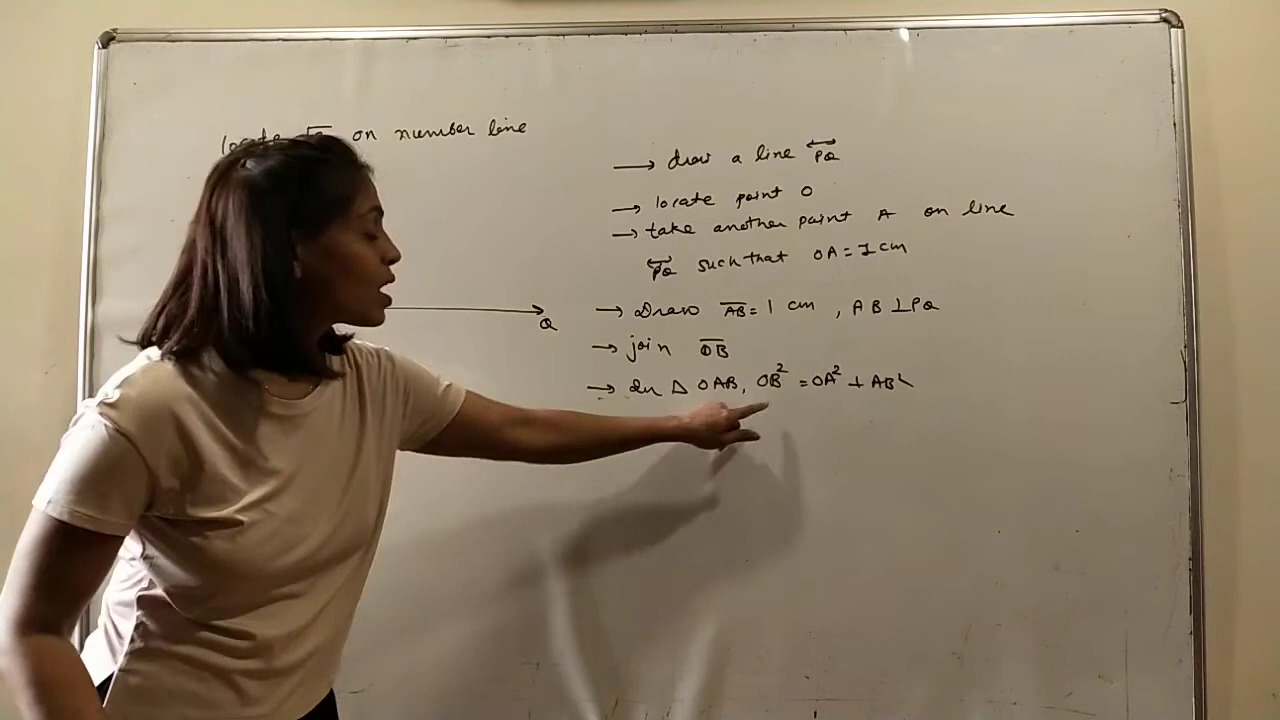 locate on number line
→ draw a line PQ
→ locate point O
→ take another point A on line
PQ such that OA = 1 cm
Q
→ Draw AB = 1 cm , AB ⊥ PQ
→ join OB
→ In △ OAB, OB² = OA² + AB²